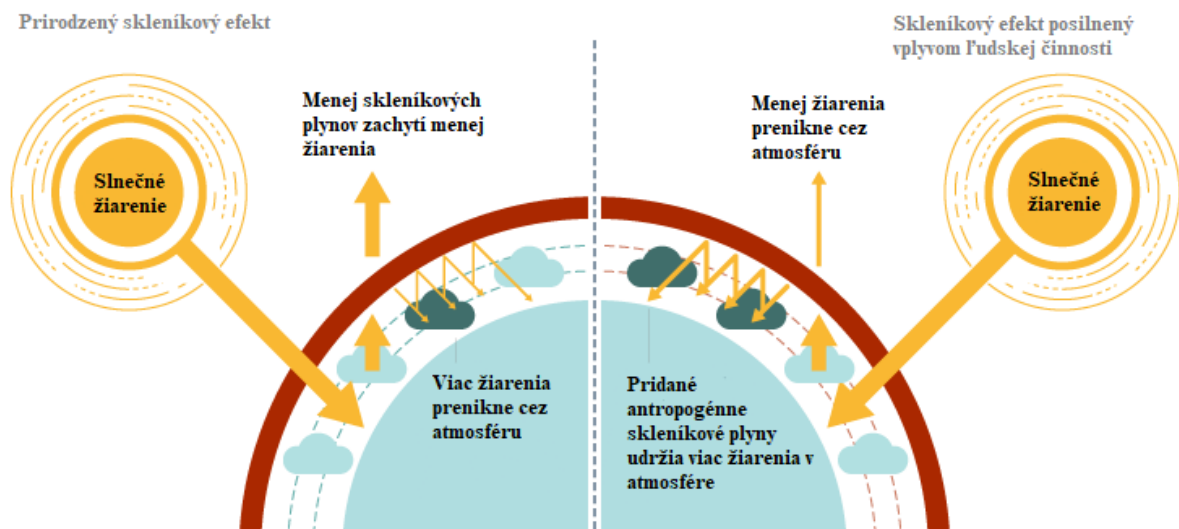 Prirodzený skleníkový efekt
Slnečné
žiarenie
Menej skleníkových
plynov zachytí menej
žiarenia
Viac žiarenia
prenikne cez
atmosféru
Skleníkový efekt posilnený
vplyvom ľudskej činnosti
Menej žiarenia
prenikne cez
atmosféru
Slnečné
žiarenie
Pridané
antropogénne
skleníkové plyny
udržia viac žiarenia v
atmosfére